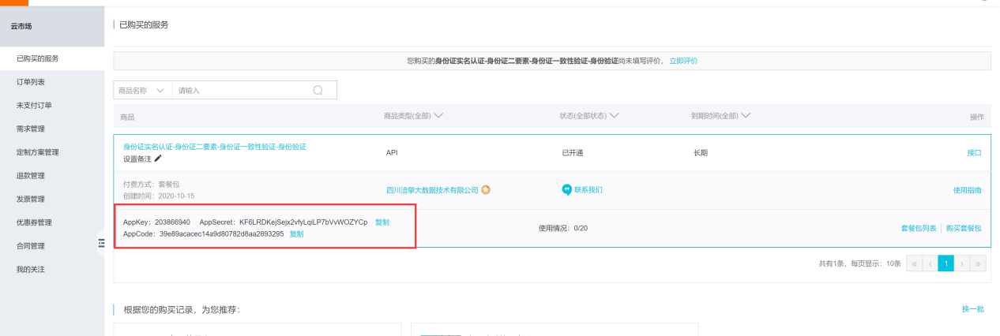 云市场
已购买的服务
订单列表
未支付订单
需求管理
定制方案管理
退款管理
发票管理
优惠券管理
合同管理
我的关注
已购买的服务
您购买的身份证实名认证-身份证二要素-身份证一致性验证-身份验证尚未填写评价, 立即评价
商品名称 请输入
商品 商品类型(全部) 状态(全部状态) 到期时间(全部) 操作
身份证实名认证-身份证二要素-身份证一致性验证-身份验证
设置备注 API 已开通 长期 接口
付费方式: 套餐包
创建时间: 2020-10-15 四川涪擎大数据技术有限公司 联系我们 使用指南
AppKey: 203866940 AppSecret: KF6LRDKejSejx2vfyLqiLP7bVvWOZYCp 复制
AppCode: 39e89acacec14a9d80782d8aa2893295 复制 使用情况: 0/20 套餐包列表 购买套餐包
共有1条, 每页显示: 10条 « ‹ 1 › »
根据您的购买记录, 为您推荐: 换一批